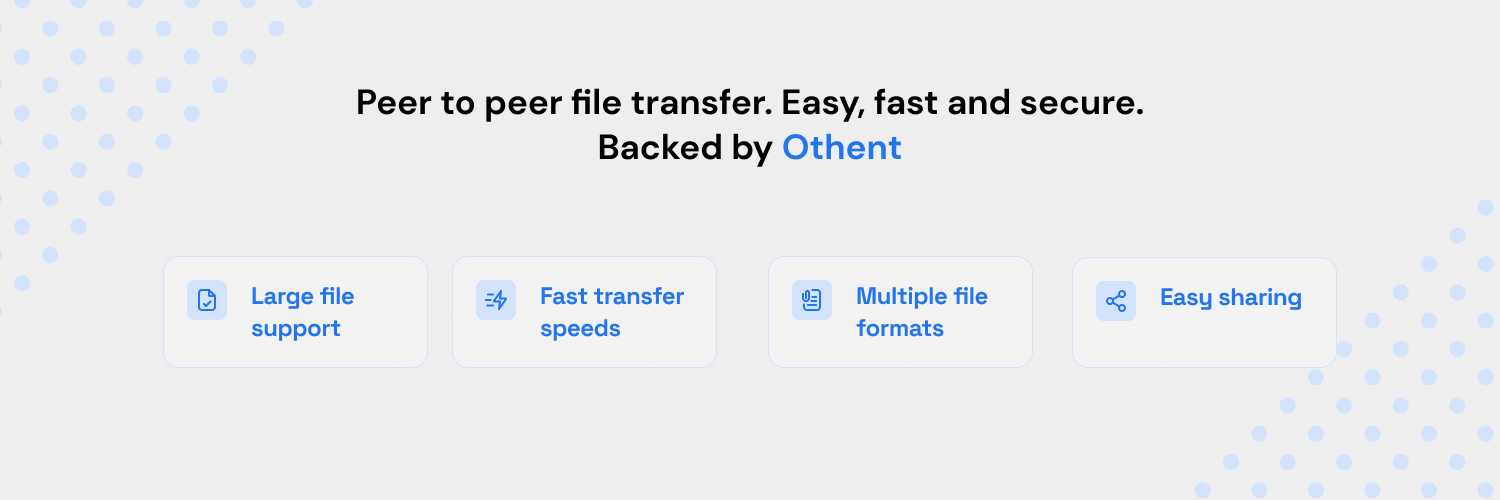 Peer to peer file transfer. Easy, fast and secure.
Backed by Othent
Large file
support
Fast transfer
speeds
Multiple file
formats
Easy sharing